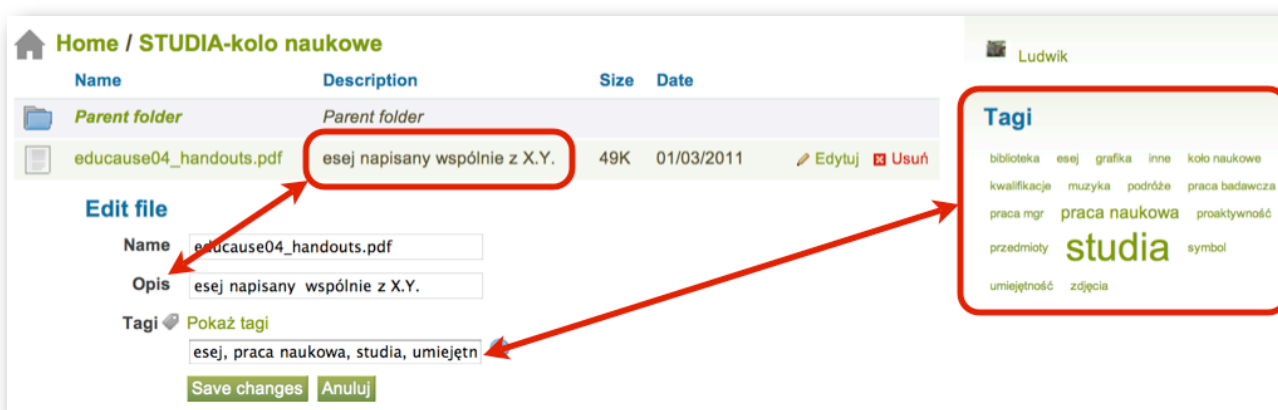 Home / STUDIA-kolo naukowe
Name Description Size Date
Parent folder Parent folder
educause04_handouts.pdf esej napisany wspólnie z X.Y. 49K 01/03/2011 Edytuj Usuń
Edit file
Name educause04_handouts.pdf
Opis esej napisany wspólnie z X.Y.
Tagi Pokaż tagi
esej, praca naukowa, studia, umiejętn
Save changes Anuluj
Ludwik
Tagi
biblioteka esej grafika inne koło naukowe
kwalifikacje muzyka podróże praca badawcza
praca mgr praca naukowa proaktywność
przedmioty studia symbol
umiejętność zdjęcia